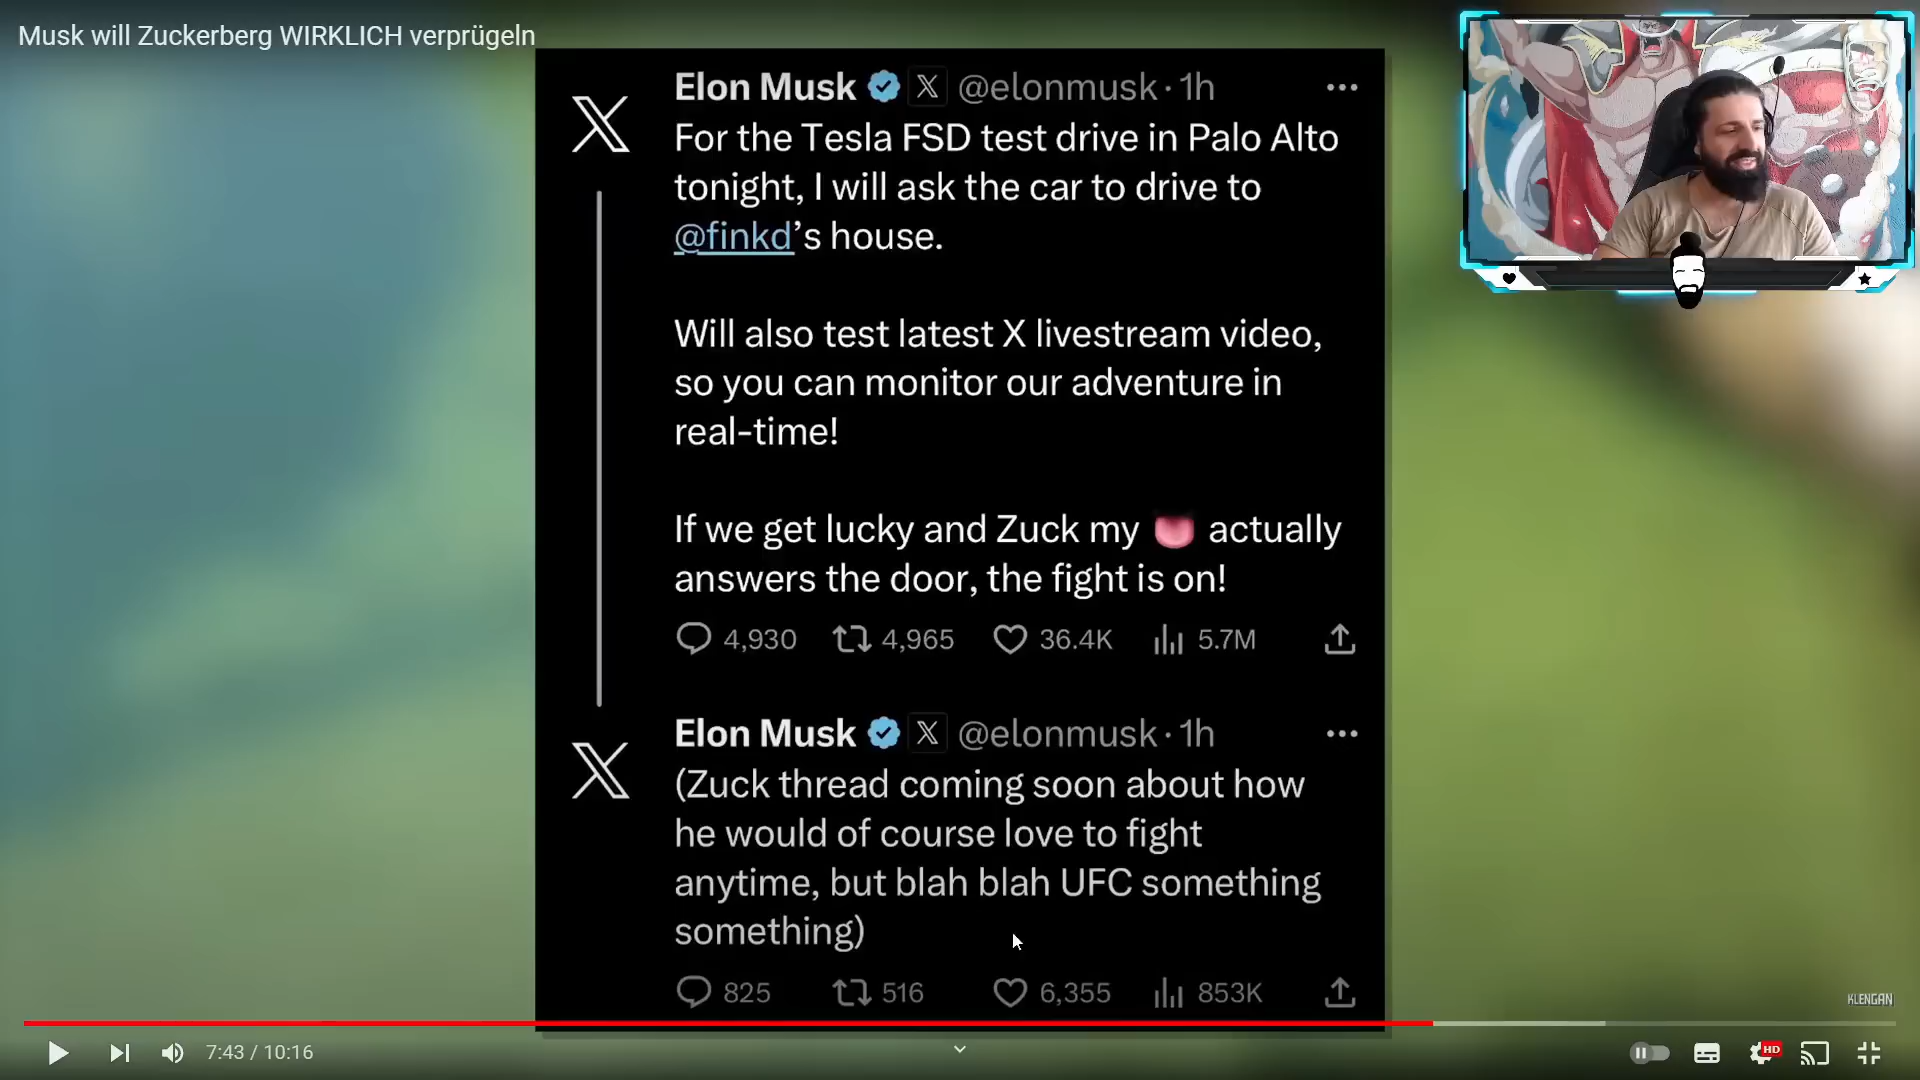 Musk will Zuckerberg WIRKLICH verprügeln
Elon Musk X @elonmusk · 1h
For the Tesla FSD test drive in Palo Alto
tonight, I will ask the car to drive to
@finkd’s house.
Will also test latest X livestream video,
so you can monitor our adventure in
real-time!
If we get lucky and Zuck my 👅 actually
answers the door, the fight is on!
4,930 4,965 36.4K 5.7M
Elon Musk X @elonmusk · 1h
(Zuck thread coming soon about how
he would of course love to fight
anytime, but blah blah UFC something
something)
825 516 6,355 853K
KLENGAN
7:43 / 10:16
HD